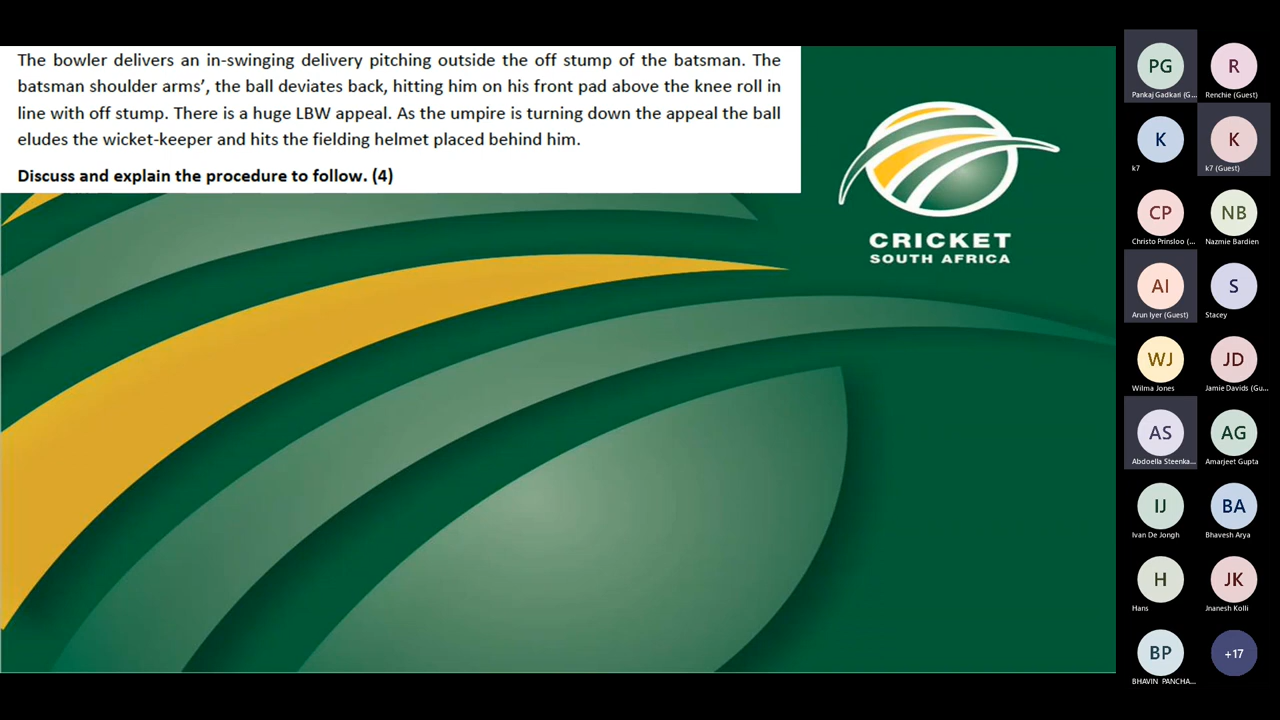 The bowler delivers an in-swinging delivery pitching outside the off stump of the batsman. The
batsman shoulder arms’, the ball deviates back, hitting him on his front pad above the knee roll in
line with off stump. There is a huge LBW appeal. As the umpire is turning down the appeal the ball
eludes the wicket-keeper and hits the fielding helmet placed behind him.
Discuss and explain the procedure to follow. (4)
CRICKET
SOUTH AFRICA
PG
Pankaj Gadkari (G...
R
Renchie (Guest)
K
k7
K
k7 (Guest)
CP
Christo Prinsloo (...
NB
Nazmie Bardien
AI
Arun Iyer (Guest)
S
Stacey
WJ
Wilma Jones
JD
Jamie Davids (Gu...
AS
Abdoella Steenka...
AG
Amarjeet Gupta
IJ
Ivan De Jongh
BA
Bhavesh Arya
H
Hans
JK
Jnanesh Kolli
BP
BHAVIN PANCHA...
+17